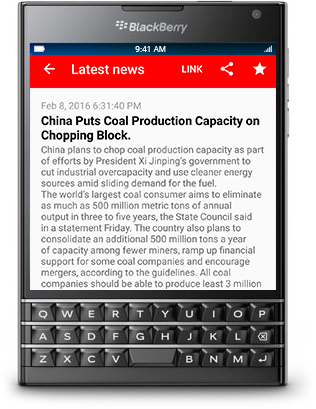 BlackBerry
9:41 AM
Latest news LINK
Feb 8, 2016 6:31:40 PM
China Puts Coal Production Capacity on
Chopping Block.
China plans to chop coal production capacity as part
of efforts by President Xi Jinping's government to
cut industrial overcapacity and use cleaner energy
sources amid sliding demand for the fuel.
The world's largest coal consumer aims to eliminate
as much as 500 million metric tons of annual
output in three to five years, the State Council said
in a statement Friday. The country also plans to
consolidate an additional 500 million tons a year
of capacity among fewer miners, ramp up financial
support for some coal companies and encourage
mergers, according to the guidelines. All coal
companies should be able to produce least 3 million
Q W E R T Y U I O P
A S D F G H J K L
Z X C V B N M